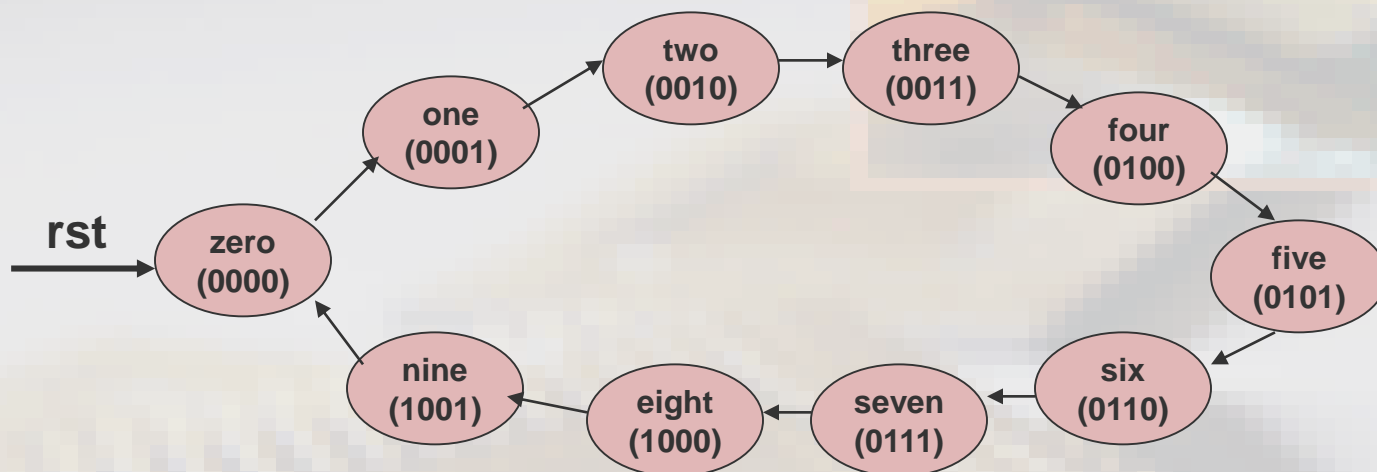 rst
zero
(0000)
one
(0001)
two
(0010)
three
(0011)
four
(0100)
five
(0101)
six
(0110)
seven
(0111)
eight
(1000)
nine
(1001)